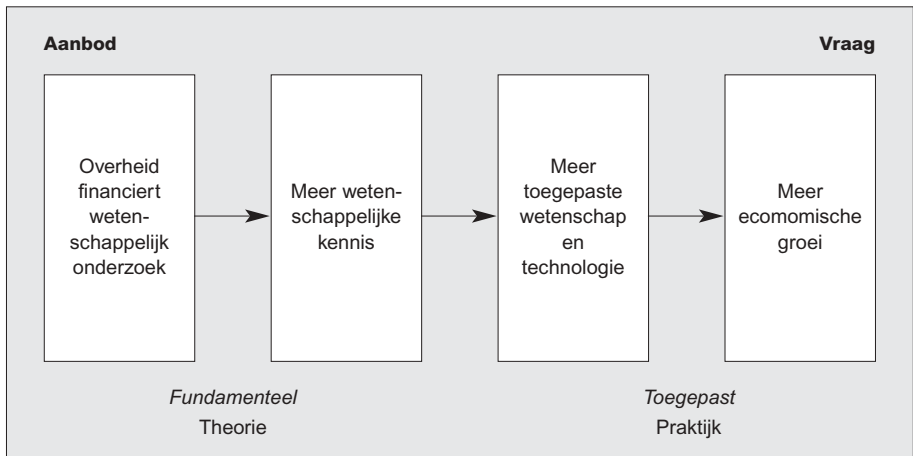 Aanbod
Vraag
Overheid
financiert
weten-
schappelijk
onderzoek
Meer weten-
schappelijke
kennis
Meer
toegepaste
wetenschap
en
technologie
Meer
ecomomische
groei
Fundamenteel
Theorie
Toegepast
Praktijk